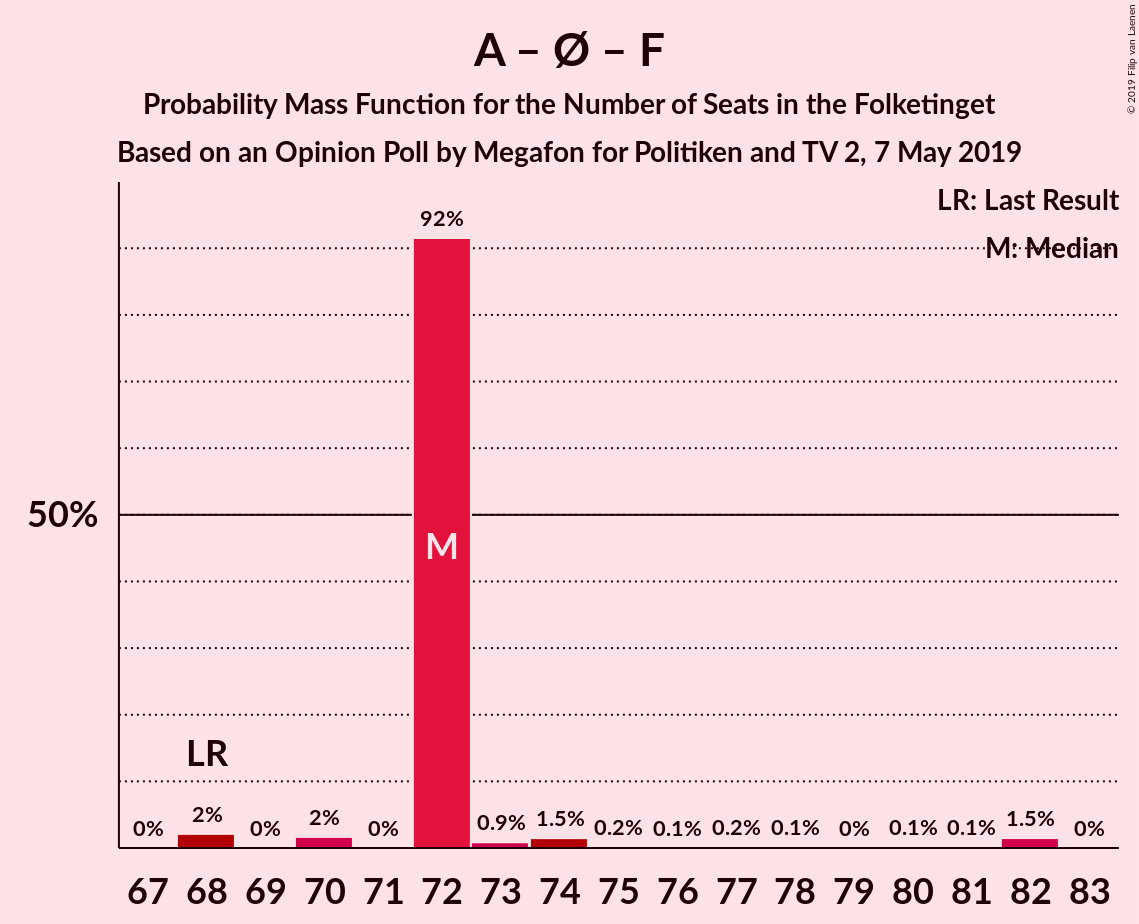 A – Ø – F
Probability Mass Function for the Number of Seats in the Folketinget
Based on an Opinion Poll by Megafon for Politiken and TV 2, 7 May 2019
© 2019 Filip van Laenen
LR: Last Result
M: Median
92%
50%
M
LR
0% 2% 0% 2% 0% 0.9% 1.5% 0.2% 0.1% 0.2% 0.1% 0% 0.1% 0.1% 1.5% 0%
67 68 69 70 71 72 73 74 75 76 77 78 79 80 81 82 83